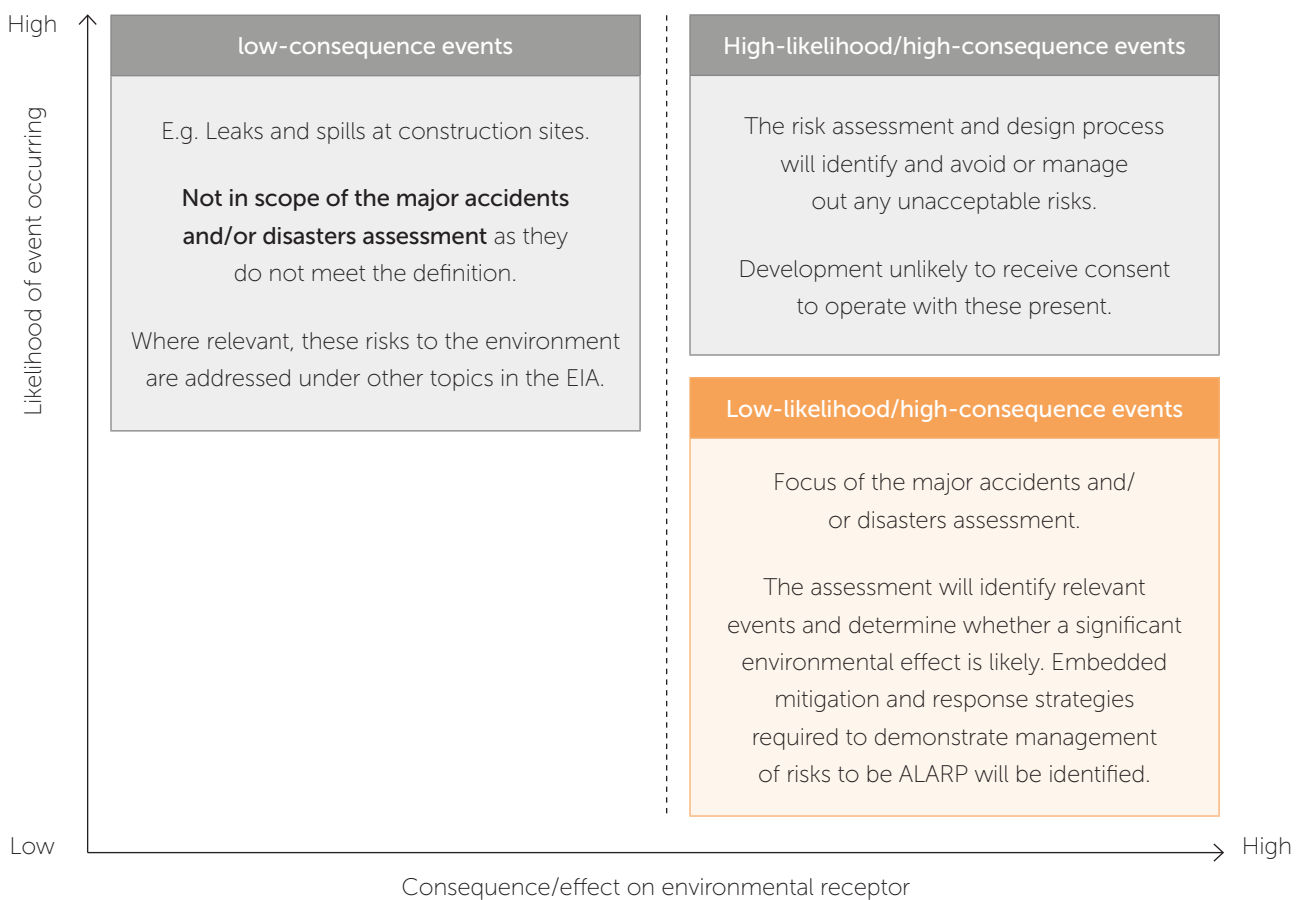 High
Likelihood of event occurring
Low
low-consequence events
E.g. Leaks and spills at construction sites.
Not in scope of the major accidents
and/or disasters assessment as they
do not meet the definition.
Where relevant, these risks to the environment
are addressed under other topics in the EIA.
High-likelihood/high-consequence events
The risk assessment and design process
will identify and avoid or manage
out any unacceptable risks.
Development unlikely to receive consent
to operate with these present.
Low-likelihood/high-consequence events
Focus of the major accidents and/
or disasters assessment.
The assessment will identify relevant
events and determine whether a significant
environmental effect is likely. Embedded
mitigation and response strategies
required to demonstrate management
of risks to be ALARP will be identified.
High
Consequence/effect on environmental receptor